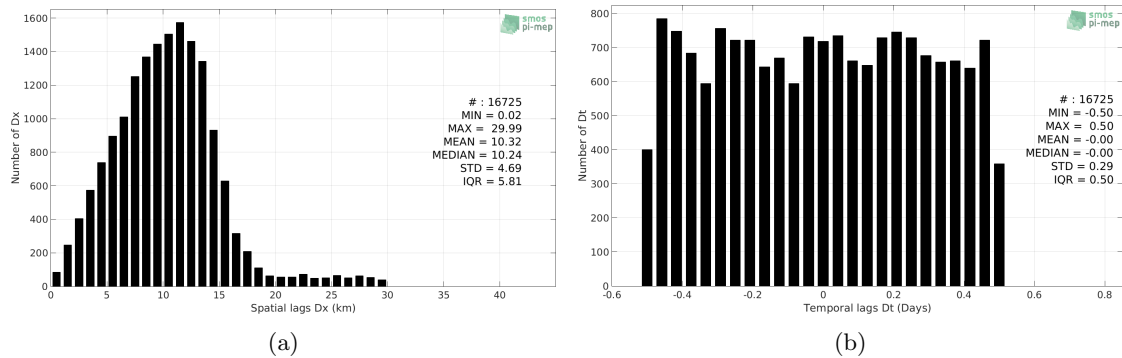 1600
1400
1200
1000
800
600
400
200
0
Number of Dx
smos
pi-mep
# : 16725
MIN = 0.02
MAX = 29.99
MEAN = 10.32
MEDIAN = 10.24
STD = 4.69
IQR = 5.81
0 5 10 15 20 25 30 35 40
Spatial lags Dx (km)
(a)
800
700
600
500
400
300
200
100
0
Number of Dt
smos
pi-mep
# : 16725
MIN = -0.50
MAX = 0.50
MEAN = -0.00
MEDIAN = -0.00
STD = 0.29
IQR = 0.50
-0.6 -0.4 -0.2 0 0.2 0.4 0.6 0.8
Temporal lags Dt (Days)
(b)